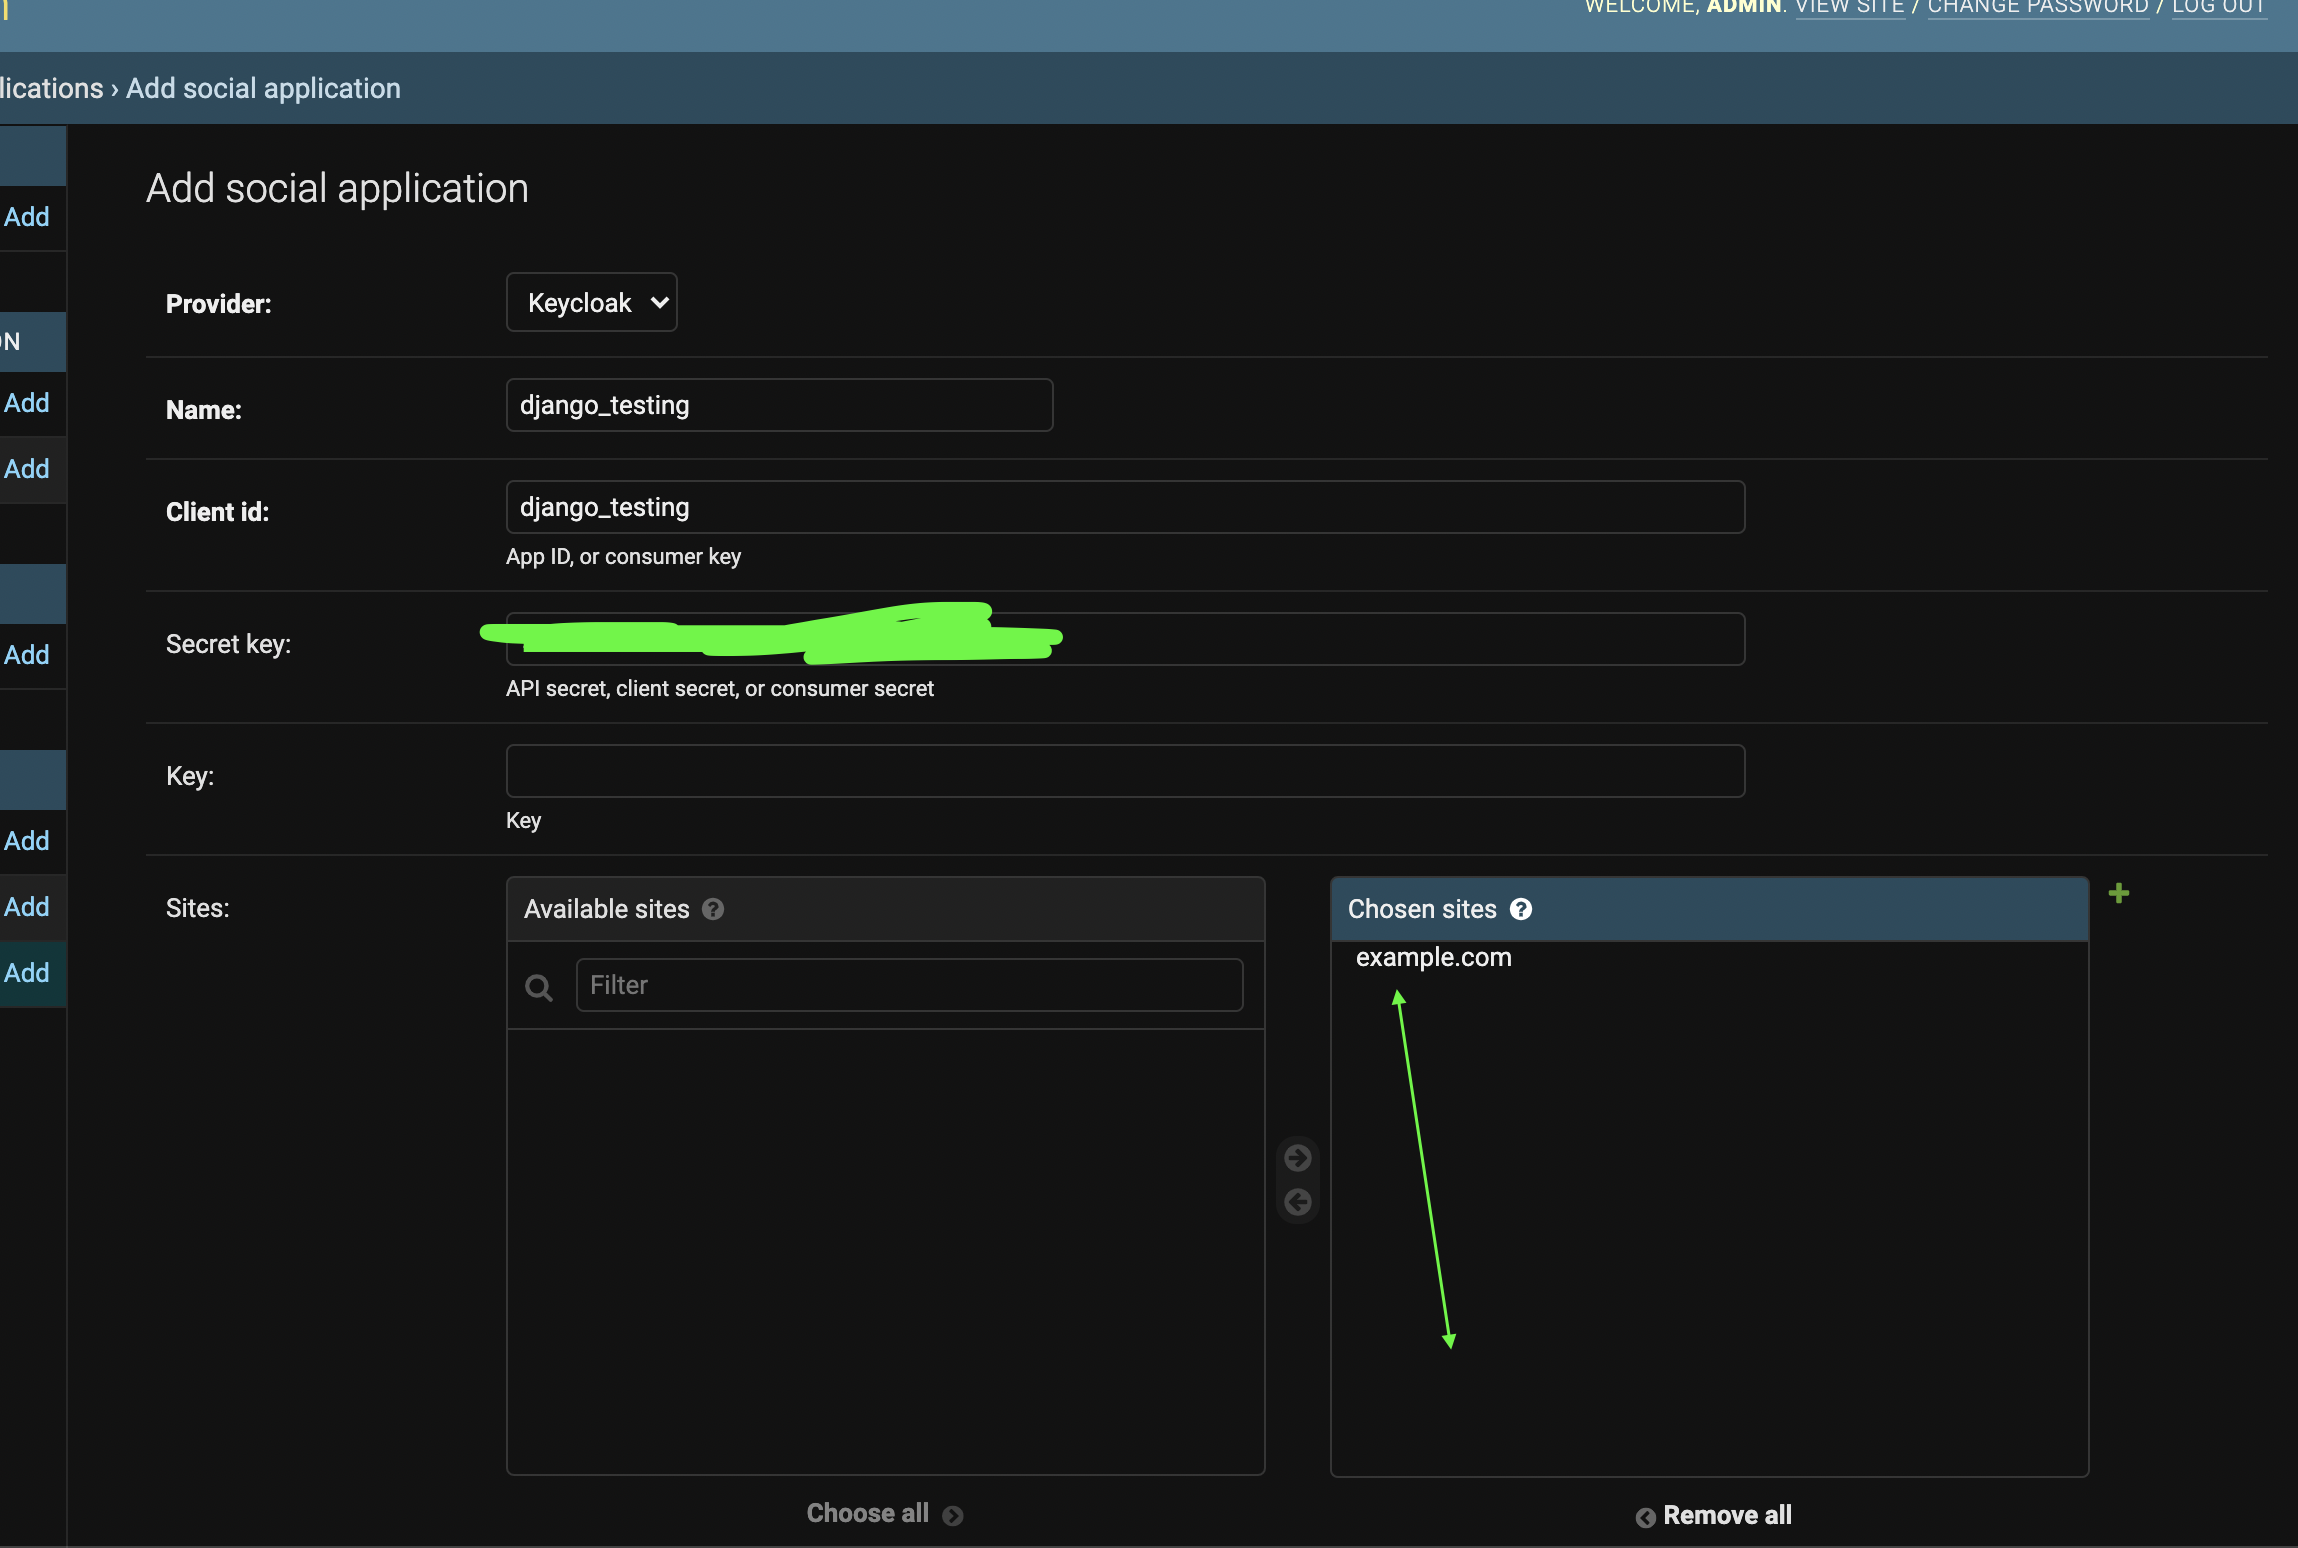 WELCOME, ADMIN. VIEW SITE / CHANGE PASSWORD / LOG OUT
lications › Add social application
Add social application
Add
Provider:
Keycloak
ON
Add
Name:
django_testing
Add
Client id:
django_testing
App ID, or consumer key
Add
Secret key:
API secret, client secret, or consumer secret
Key:
Key
Add
Sites:
Available sites
Chosen sites
Add
example.com
Filter
Add
Choose all
Remove all